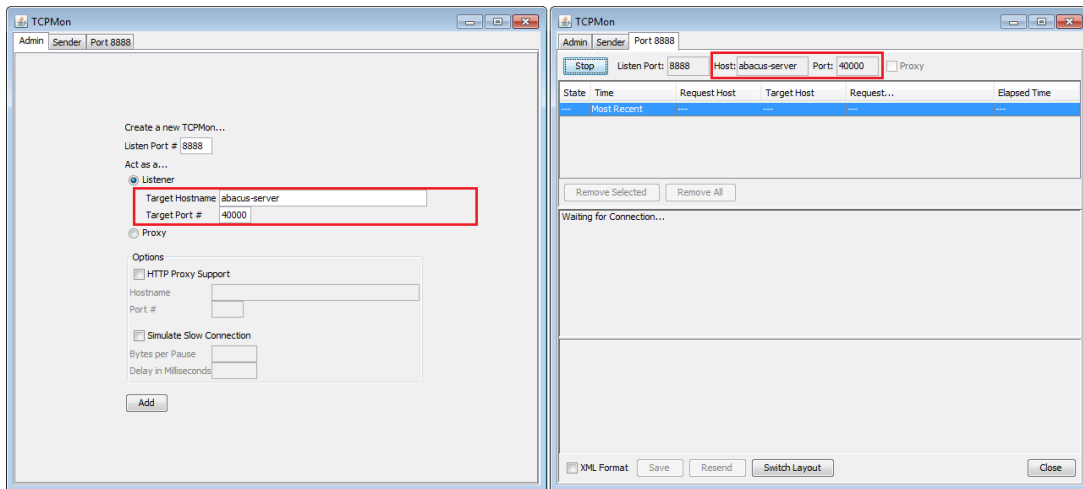 TCPMon
Admin Sender Port 8888
Create a new TCPMon...
Listen Port # 8888
Act as a...
Listener
Target Hostname abacus-server
Target Port # 40000
Proxy
Options
HTTP Proxy Support
Hostname
Port #
Simulate Slow Connection
Bytes per Pause
Delay in Milliseconds
Add
TCPMon
Admin Sender Port 8888
Stop Listen Port: 8888 Host: abacus-server Port: 40000 Proxy
State Time Request Host Target Host Request... Elapsed Time
--- Most Recent --- --- --- ---
Remove Selected Remove All
Waiting for Connection...
XML Format Save Resend Switch Layout Close